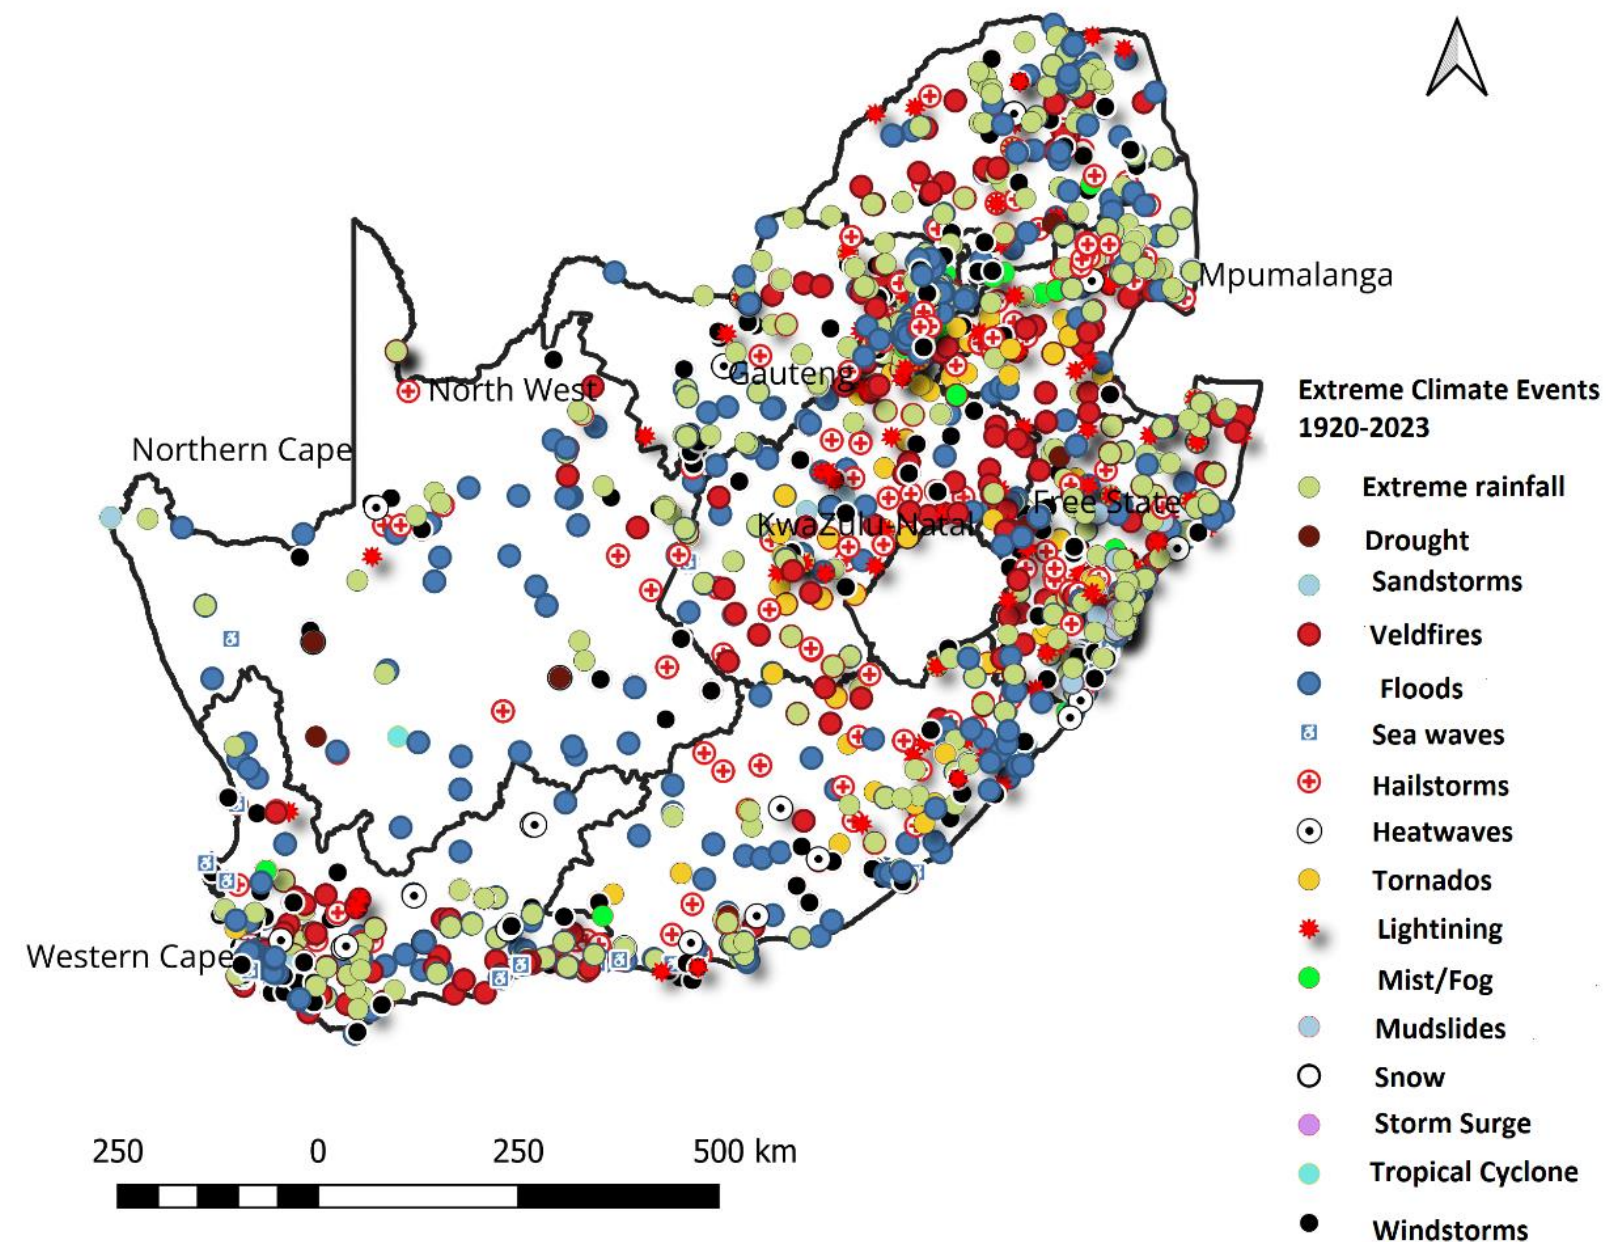 Mpumalanga
Gauteng
North West
Northern Cape
Free State
KwaZulu-Natal
Western Cape
250 0 250 500 km
Extreme Climate Events
1920-2023
Extreme rainfall
Drought
Sandstorms
Veldfires
Floods
Sea waves
Hailstorms
Heatwaves
Tornados
Lightining
Mist/Fog
Mudslides
Snow
Storm Surge
Tropical Cyclone
Windstorms